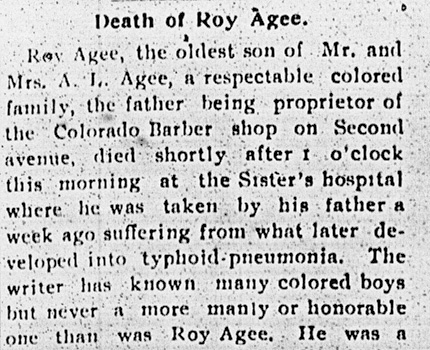 Death of Roy Agee.
Roy Agee, the oldest son of Mr. and
Mrs. A. L. Agee, a respectable colored
family, the father being proprietor of
the Colorado Barber shop on Second
avenue, died shortly after 1 o'clock
this morning at the Sister's hospital
where he was taken by his father a
week ago suffering from what later de-
veloped into typhoid-pneumonia. The
writer has known many colored boys
but never a more manly or honorable
one than was Roy Agee. He was a